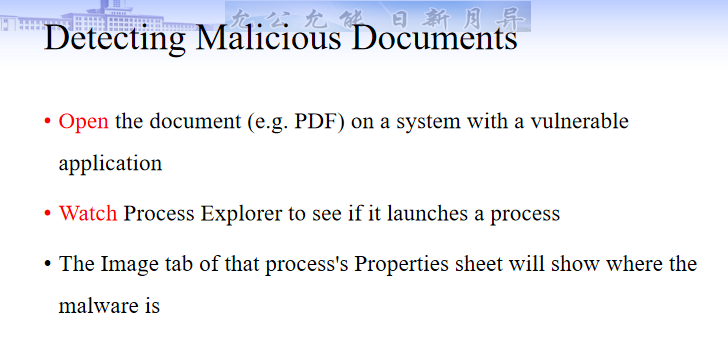 允公允能 日新月异
Detecting Malicious Documents
• Open the document (e.g. PDF) on a system with a vulnerable
application
• Watch Process Explorer to see if it launches a process
• The Image tab of that process's Properties sheet will show where the
malware is